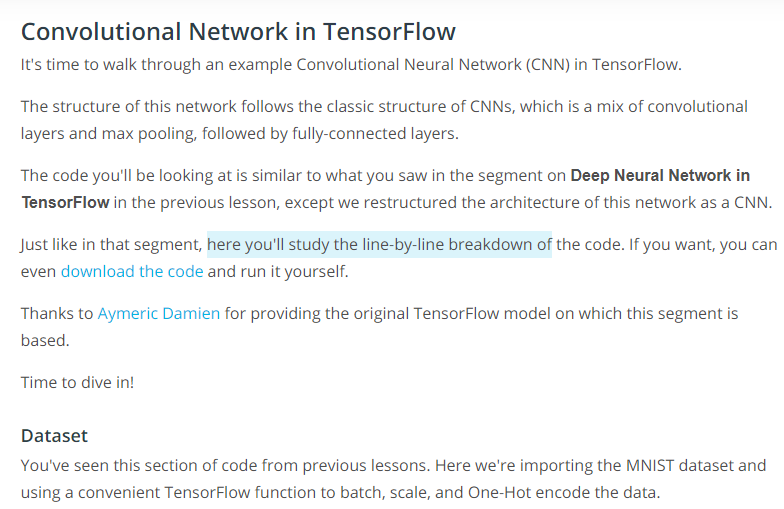 Convolutional Network in TensorFlow
It's time to walk through an example Convolutional Neural Network (CNN) in TensorFlow.
The structure of this network follows the classic structure of CNNs, which is a mix of convolutional
layers and max pooling, followed by fully-connected layers.
The code you'll be looking at is similar to what you saw in the segment on Deep Neural Network in
TensorFlow in the previous lesson, except we restructured the architecture of this network as a CNN.
Just like in that segment, here you'll study the line-by-line breakdown of the code. If you want, you can
even download the code and run it yourself.
Thanks to Aymeric Damien for providing the original TensorFlow model on which this segment is
based.
Time to dive in!
Dataset
You've seen this section of code from previous lessons. Here we're importing the MNIST dataset and
using a convenient TensorFlow function to batch, scale, and One-Hot encode the data.